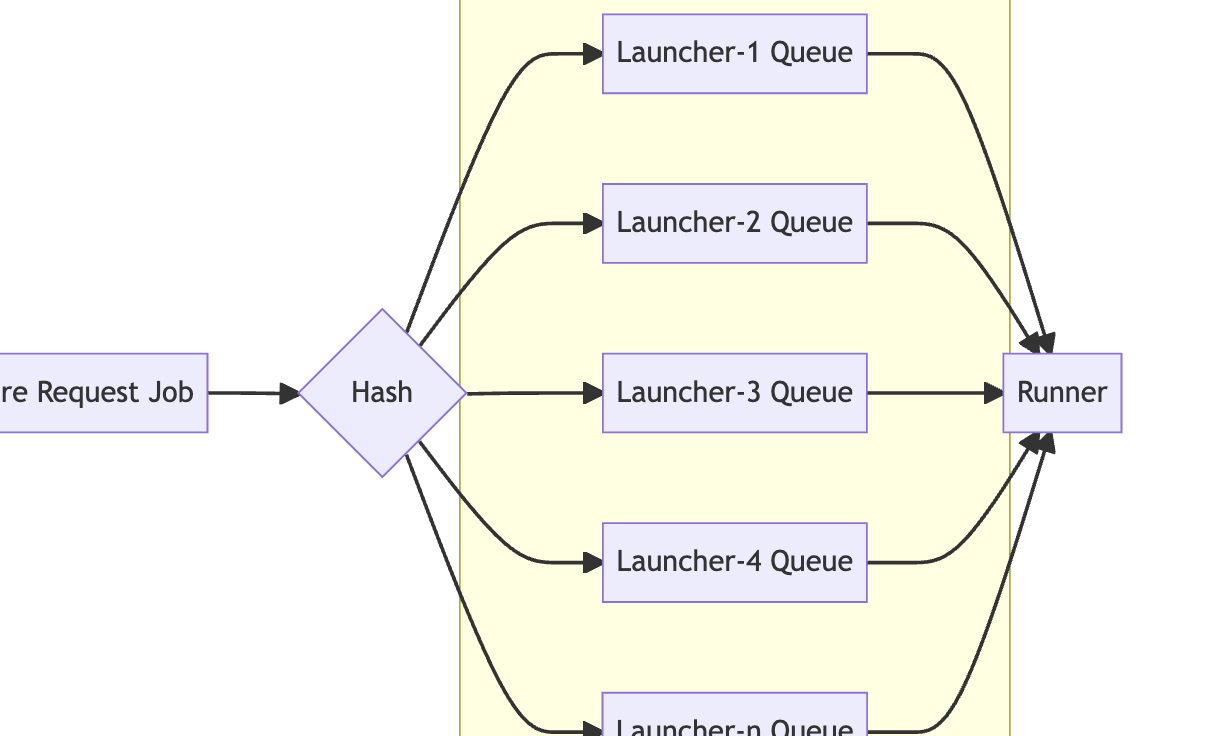 Launcher-1 Queue
Launcher-2 Queue
re Request Job
Hash
Launcher-3 Queue
Runner
Launcher-4 Queue
Launcher-n Queue